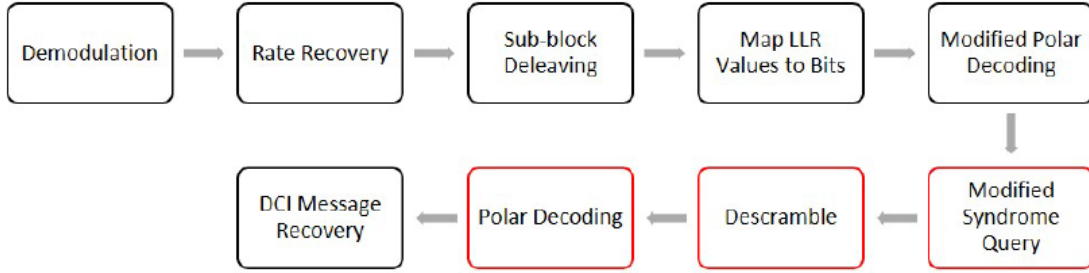 Demodulation
Rate Recovery
Sub-block
Deleaving
Map LLR
Values to Bits
Modified Polar
Decoding
Modified
Syndrome
Query
Descramble
Polar Decoding
DCI Message
Recovery